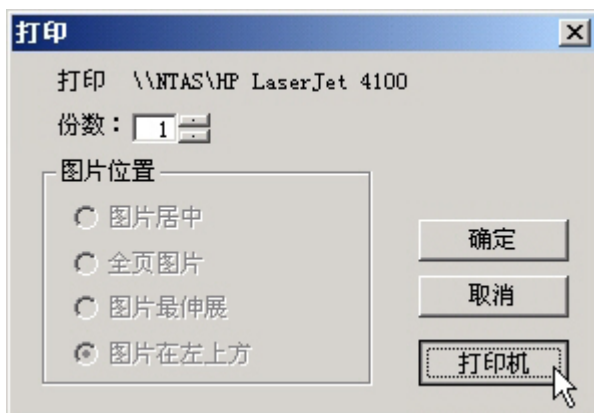 打印
打印 \\NTAS\HP LaserJet 4100
份数： 1
图片位置
图片居中
全页图片
图片最伸展
图片在左上方
确定
取消
打印机